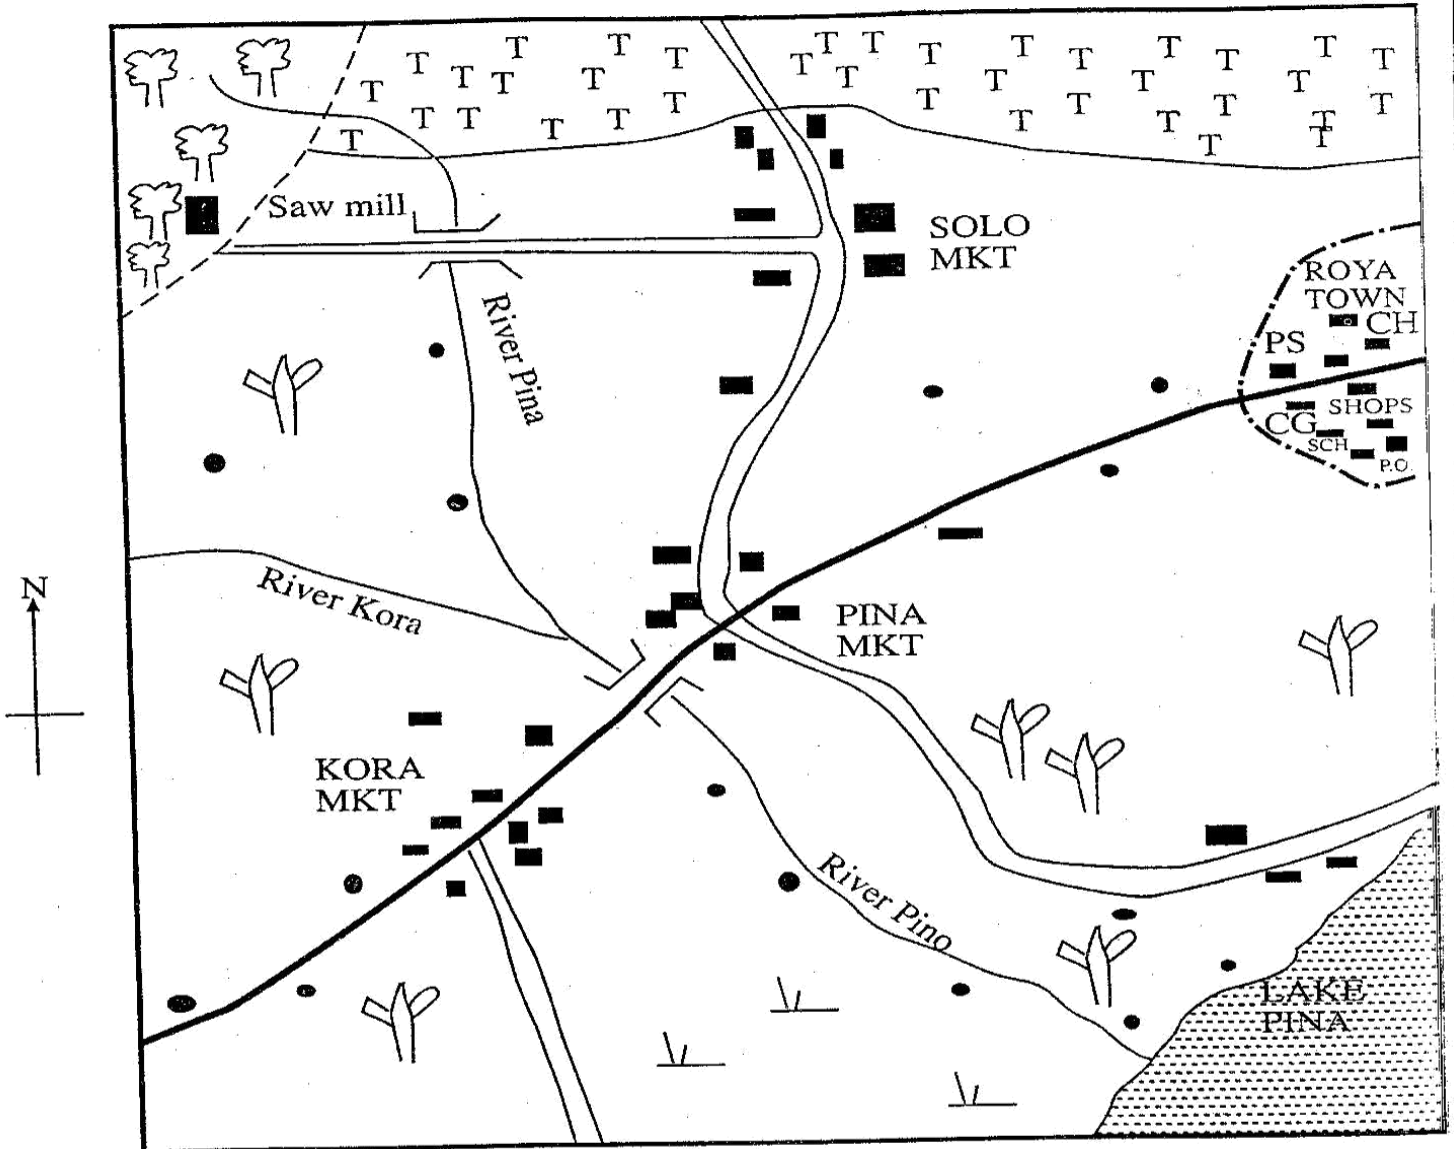 T T T T T T T T T T T T T
T T T T T T T T T T
T T T T T T T T T T T
T T T T T T T T T
Saw mill
SOLO
MKT
ROYA
TOWN
CH
PS
SHOPS
CG
SCH
P.O.
River Pina
N
River Kora
PINA
MKT
KORA
MKT
River Pino
LAKE
PINA